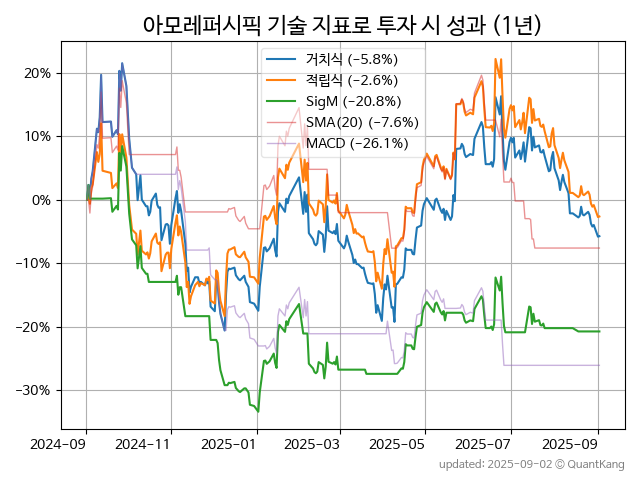 아모레퍼시픽 기술 지표로 투자 시 성과 (1년)
거치식 (−5.8%)
적립식 (−2.6%)
SigM (−20.8%)
SMA(20) (−7.6%)
MACD (−26.1%)
20%
10%
0%
−10%
−20%
−30%
2024-09 2024-11 2025-01 2025-03 2025-05 2025-07 2025-09
updated: 2025-09-02 © QuantKang